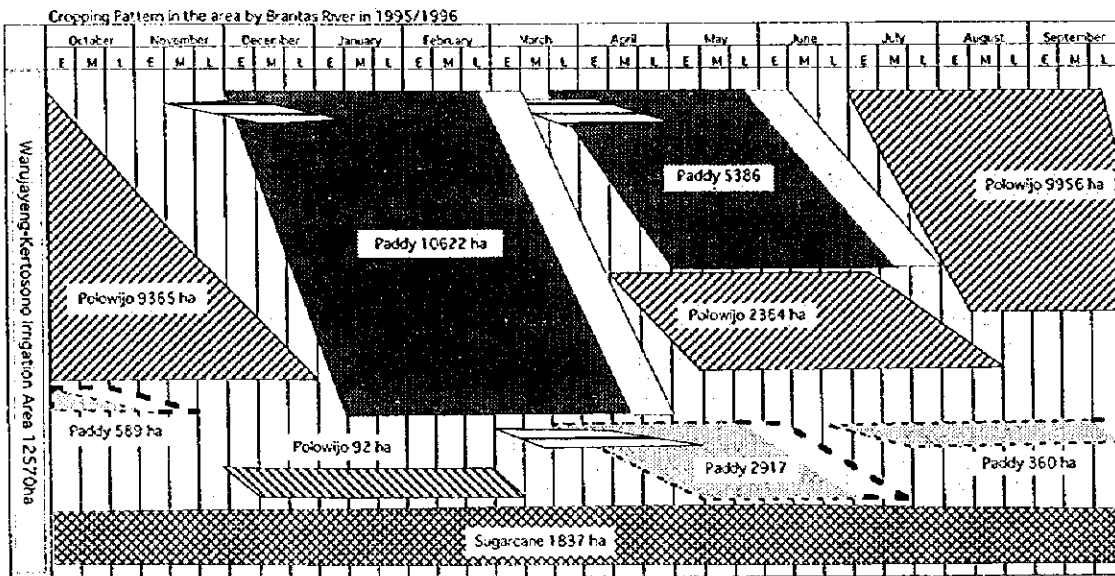 Cropping Pattern in the area by Brantas River in 1995/1996
October November December January February March April May June July August September
E M L E M L E M L E M L E M L E M L E M L E M L E M L E M L E M L E M L
Warujayeng-Kertosono Irrigation Area 12570ha
Paddy 5386
Polowijo 9956 ha
Paddy 10622 ha
Polowijo 9365 ha
Polowijo 2364 ha
Paddy 589 ha
Polowijo 92 ha
Paddy 2917
Paddy 360 ha
Sugarcane 1837 ha